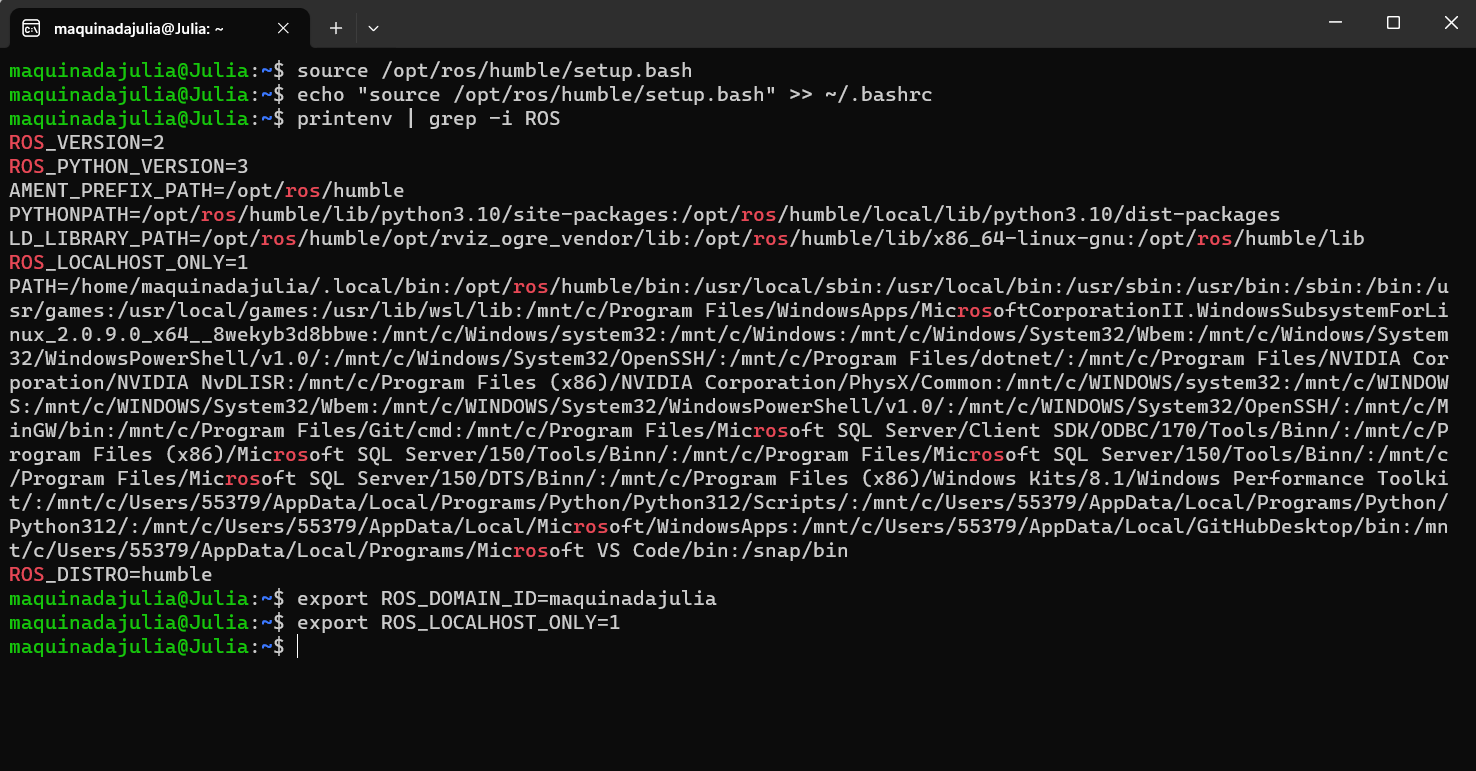 maquinadajulia@Julia: ~
maquinadajulia@Julia:~$ source /opt/ros/humble/setup.bash
maquinadajulia@Julia:~$ echo "source /opt/ros/humble/setup.bash" >> ~/.bashrc
maquinadajulia@Julia:~$ printenv | grep -i ROS
ROS_VERSION=2
ROS_PYTHON_VERSION=3
AMENT_PREFIX_PATH=/opt/ros/humble
PYTHONPATH=/opt/ros/humble/lib/python3.10/site-packages:/opt/ros/humble/local/lib/python3.10/dist-packages
LD_LIBRARY_PATH=/opt/ros/humble/opt/rviz_ogre_vendor/lib:/opt/ros/humble/lib/x86_64-linux-gnu:/opt/ros/humble/lib
ROS_LOCALHOST_ONLY=1
PATH=/home/maquinadajulia/.local/bin:/opt/ros/humble/bin:/usr/local/sbin:/usr/local/bin:/usr/sbin:/usr/bin:/sbin:/bin:/u
sr/games:/usr/local/games:/usr/lib/wsl/lib:/mnt/c/Program Files/WindowsApps/MicrosoftCorporationII.WindowsSubsystemForLi
nux_2.0.9.0_x64__8wekyb3d8bbwe:/mnt/c/Windows/system32:/mnt/c/Windows:/mnt/c/Windows/System32/Wbem:/mnt/c/Windows/System
32/WindowsPowerShell/v1.0/:/mnt/c/Windows/System32/OpenSSH/:/mnt/c/Program Files/dotnet/:/mnt/c/Program Files/NVIDIA Cor
poration/NVIDIA NvDLISR:/mnt/c/Program Files (x86)/NVIDIA Corporation/PhysX/Common:/mnt/c/WINDOWS/system32:/mnt/c/WINDOW
S:/mnt/c/WINDOWS/System32/Wbem:/mnt/c/WINDOWS/System32/WindowsPowerShell/v1.0/:/mnt/c/WINDOWS/System32/OpenSSH/:/mnt/c/M
inGW/bin:/mnt/c/Program Files/Git/cmd:/mnt/c/Program Files/Microsoft SQL Server/Client SDK/ODBC/170/Tools/Binn/:/mnt/c/P
rogram Files (x86)/Microsoft SQL Server/150/Tools/Binn/:/mnt/c/Program Files/Microsoft SQL Server/150/Tools/Binn/:/mnt/c
/Program Files/Microsoft SQL Server/150/DTS/Binn/:/mnt/c/Program Files (x86)/Windows Kits/8.1/Windows Performance Toolki
t/:/mnt/c/Users/55379/AppData/Local/Programs/Python/Python312/Scripts/:/mnt/c/Users/55379/AppData/Local/Programs/Python/
Python312/:/mnt/c/Users/55379/AppData/Local/Microsoft/WindowsApps:/mnt/c/Users/55379/AppData/Local/GitHubDesktop/bin:/mn
t/c/Users/55379/AppData/Local/Programs/Microsoft VS Code/bin:/snap/bin
ROS_DISTRO=humble
maquinadajulia@Julia:~$ export ROS_DOMAIN_ID=maquinadajulia
maquinadajulia@Julia:~$ export ROS_LOCALHOST_ONLY=1
maquinadajulia@Julia:~$